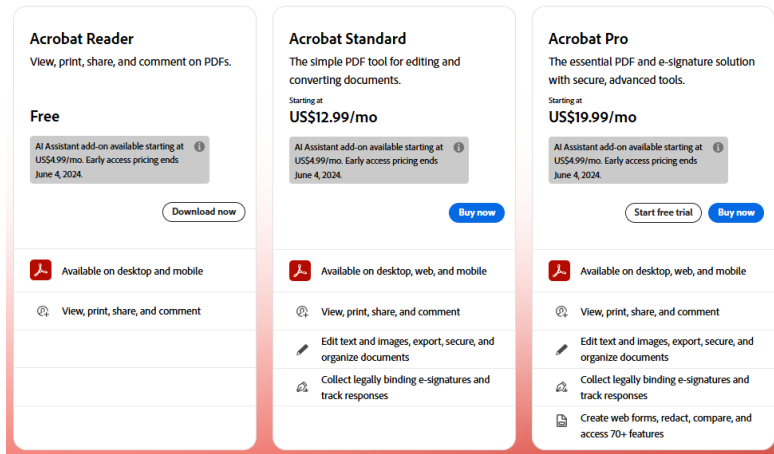 Acrobat Reader
View, print, share, and comment on PDFs.
Free
AI Assistant add-on available starting at
US$4.99/mo. Early access pricing ends
June 4, 2024.
Download now
Available on desktop and mobile
View, print, share, and comment
Acrobat Standard
The simple PDF tool for editing and
converting documents.
Starting at
US$12.99/mo
AI Assistant add-on available starting at
US$4.99/mo. Early access pricing ends
June 4, 2024.
Buy now
Available on desktop, web, and mobile
View, print, share, and comment
Edit text and images, export, secure, and
organize documents
Collect legally binding e-signatures and
track responses
Acrobat Pro
The essential PDF and e-signature solution
with secure, advanced tools.
Starting at
US$19.99/mo
AI Assistant add-on available starting at
US$4.99/mo. Early access pricing ends
June 4, 2024.
Start free trial
Buy now
Available on desktop, web, and mobile
View, print, share, and comment
Edit text and images, export, secure, and
organize documents
Collect legally binding e-signatures and
track responses
Create web forms, redact, compare, and
access 70+ features